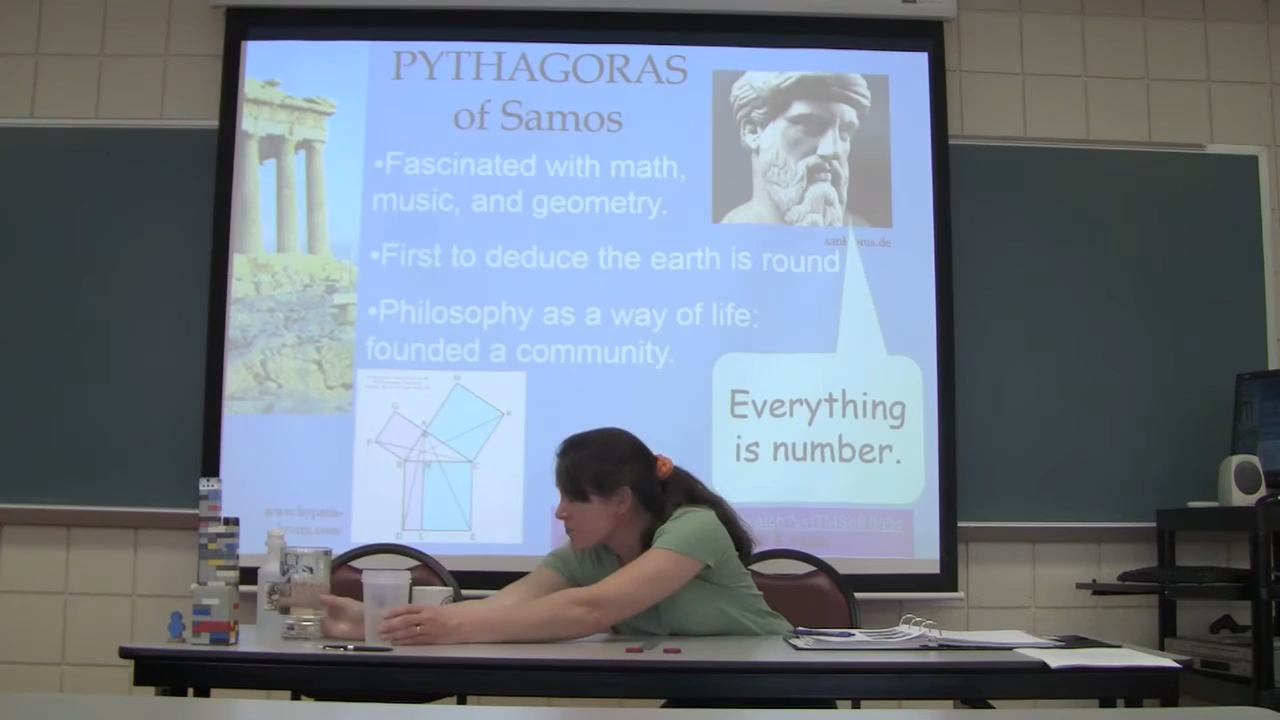 PYTHAGORAS
of Samos
•Fascinated with math,
music, and geometry.
•First to deduce the earth is round
•Philosophy as a way of life:
founded a community.
Everything
is number.